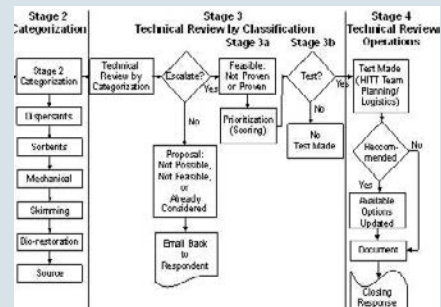 Stage 2
Categorization
Stage 3
Technical Review by Classification
Stage 3a
Stage 3b
Stage 4
Technical Review
Operations
Stage 2
Categorization
Dispersants
Sorbents
Mechanical
Skimming
Bio-restoration
Source
Technical
Review by
Categorization
Escalate?
Yes
No
Proposal:
Not Possible,
Not Feasible,
or
Already
Considered
Email Back
to
Respondent
Feasible:
Not Proven
or Proven
Prioritization
(Scoring)
Test?
Yes
No
No
Test Made
Test Made
(HITT Team
Planning/
Logistics)
Recom-
mended
No
Yes
Available
Options
Updated
Document
Closing
Response